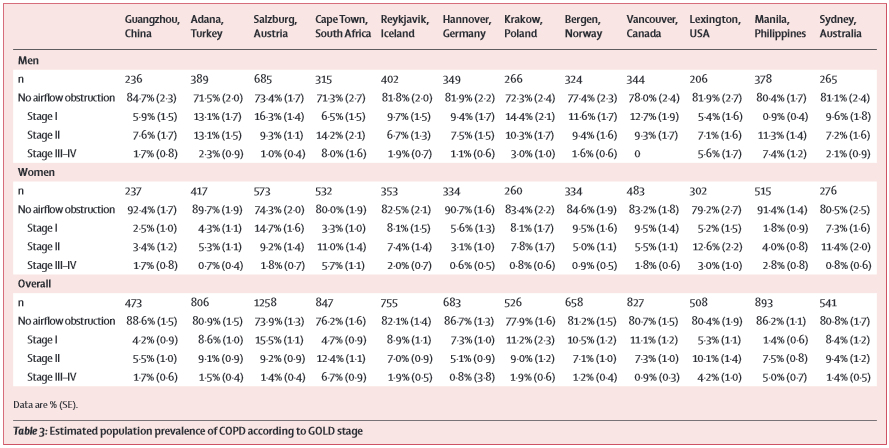 Guangzhou, China Adana, Turkey Salzburg, Austria Cape Town, South Africa Reykjavik, Iceland Hannover, Germany Krakow, Poland Bergen, Norway Vancouver, Canada Lexington, USA Manila, Philippines Sydney, Australia
Men
n 236 389 685 315 402 349 266 324 344 206 378 265
No airflow obstruction 84·7% (2·3) 71·5% (2·0) 73·4% (1·7) 71·3% (2·7) 81·8% (2·0) 81·9% (2·2) 72·3% (2·4) 77·4% (2·3) 78·0% (2·4) 81·9% (2·7) 80·4% (1·7) 81·1% (2·4)
Stage I 5·9% (1·5) 13·1% (1·7) 16·3% (1·4) 6·5% (1·5) 9·7% (1·5) 9·4% (1·7) 14·4% (2·1) 11·6% (1·7) 12·7% (1·9) 5·4% (1·6) 0·9% (0·4) 9·6% (1·8)
Stage II 7·6% (1·7) 13·1% (1·5) 9·3% (1·1) 14·2% (2·1) 6·7% (1·3) 7·5% (1·5) 10·3% (1·7) 9·4% (1·6) 9·3% (1·7) 7·1% (1·6) 11·3% (1·4) 7·2% (1·6)
Stage III–IV 1·7% (0·8) 2·3% (0·9) 1·0% (0·4) 8·0% (1·6) 1·9% (0·7) 1·1% (0·6) 3·0% (1·0) 1·6% (0·6) 0 5·6% (1·7) 7·4% (1·2) 2·1% (0·9)
Women
n 237 417 573 532 353 334 260 334 483 302 515 276
No airflow obstruction 92·4% (1·7) 89·7% (1·9) 74·3% (2·0) 80·0% (1·9) 82·5% (2·1) 90·7% (1·6) 83·4% (2·2) 84·6% (1·9) 83·2% (1·8) 79·2% (2·7) 91·4% (1·4) 80·5% (2·5)
Stage I 2·5% (1·0) 4·3% (1·1) 14·7% (1·6) 3·3% (1·0) 8·1% (1·5) 5·6% (1·3) 8·1% (1·7) 9·5% (1·6) 9·5% (1·4) 5·2% (1·5) 1·8% (0·9) 7·3% (1·6)
Stage II 3·4% (1·2) 5·3% (1·1) 9·2% (1·4) 11·0% (1·4) 7·4% (1·4) 3·1% (1·0) 7·8% (1·7) 5·0% (1·1) 5·5% (1·1) 12·6% (2·2) 4·0% (0·8) 11·4% (2·0)
Stage III–IV 1·7% (0·8) 0·7% (0·4) 1·8% (0·7) 5·7% (1·1) 2·0% (0·7) 0·6% (0·5) 0·8% (0·6) 0·9% (0·5) 1·8% (0·6) 3·0% (1·0) 2·8% (0·8) 0·8% (0·6)
Overall
n 473 806 1258 847 755 683 526 658 827 508 893 541
No airflow obstruction 88·6% (1·5) 80·9% (1·5) 73·9% (1·3) 76·2% (1·6) 82·1% (1·4) 86·7% (1·3) 77·9% (1·6) 81·2% (1·5) 80·7% (1·5) 80·4% (1·9) 86·2% (1·1) 80·8% (1·7)
Stage I 4·2% (0·9) 8·6% (1·0) 15·5% (1·1) 4·7% (0·9) 8·9% (1·1) 7·3% (1·0) 11·2% (2·3) 10·5% (1·2) 11·1% (1·2) 5·3% (1·1) 1·4% (0·6) 8·4% (1·2)
Stage II 5·5% (1·0) 9·1% (0·9) 9·2% (0·9) 12·4% (1·1) 7·0% (0·9) 5·1% (0·9) 9·0% (1·2) 7·1% (1·0) 7·3% (1·0) 10·1% (1·4) 7·5% (0·8) 9·4% (1·2)
Stage III–IV 1·7% (0·6) 1·5% (0·4) 1·4% (0·4) 6·7% (0·9) 1·9% (0·5) 0·8% (3·8) 1·9% (0·6) 1·2% (0·4) 0·9% (0·3) 4·2% (1·0) 5·0% (0·7) 1·4% (0·5)
Data are % (SE).
Table 3: Estimated population prevalence of COPD according to GOLD stage